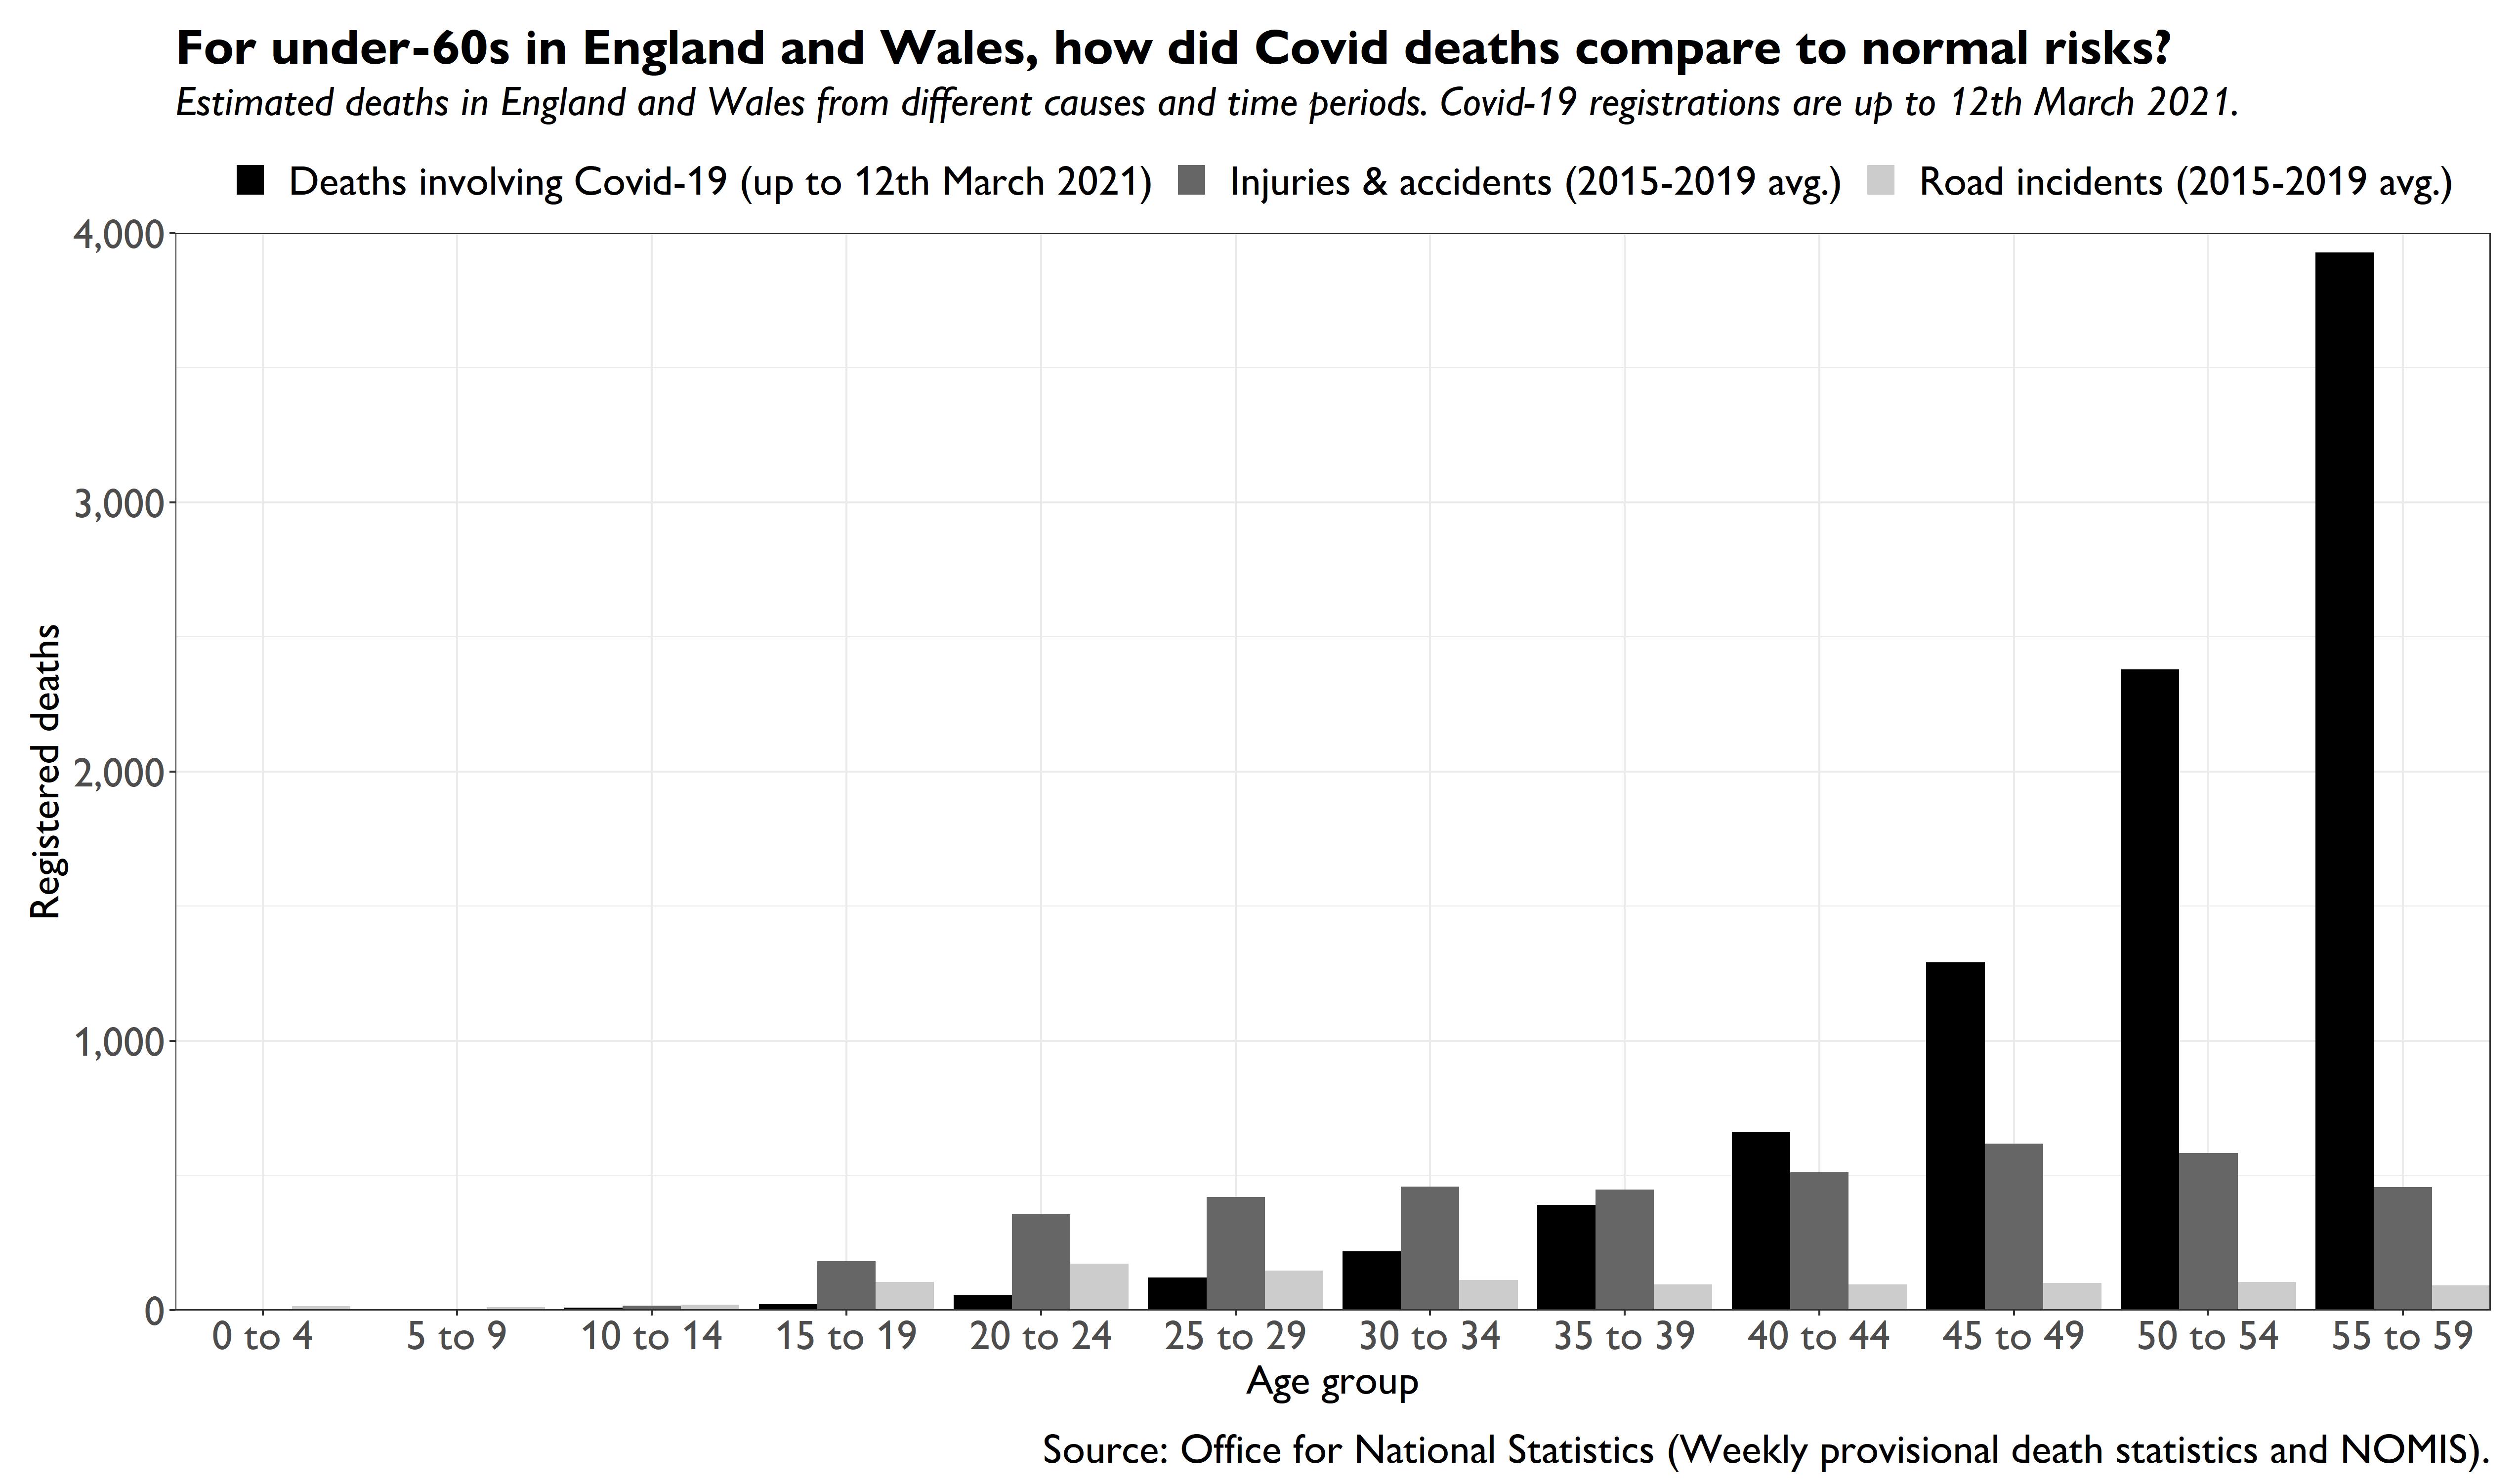 For under-60s in England and Wales, how did Covid deaths compare to normal risks?
Estimated deaths in England and Wales from different causes and time periods. Covid-19 registrations are up to 12th March 2021.
Deaths involving Covid-19 (up to 12th March 2021) Injuries & accidents (2015-2019 avg.) Road incidents (2015-2019 avg.)
4,000
3,000
2,000
1,000
0
Registered deaths
0 to 4 5 to 9 10 to 14 15 to 19 20 to 24 25 to 29 30 to 34 35 to 39 40 to 44 45 to 49 50 to 54 55 to 59
Age group
Source: Office for National Statistics (Weekly provisional death statistics and NOMIS).